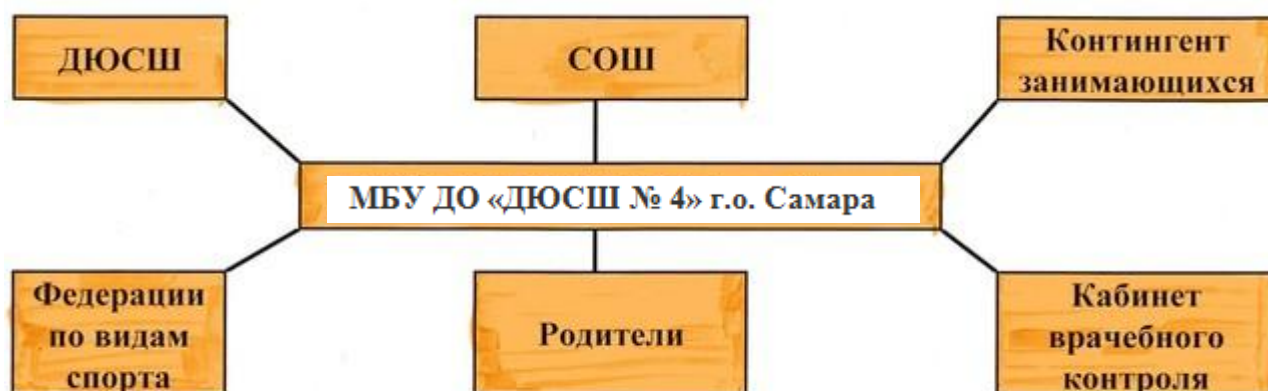 ДЮСШ
СОШ
Контингент
занимающихся
МБУ ДО «ДЮСШ № 4» г.о. Самара
Федерации
по видам
спорта
Родители
Кабинет
врачебного
контроля